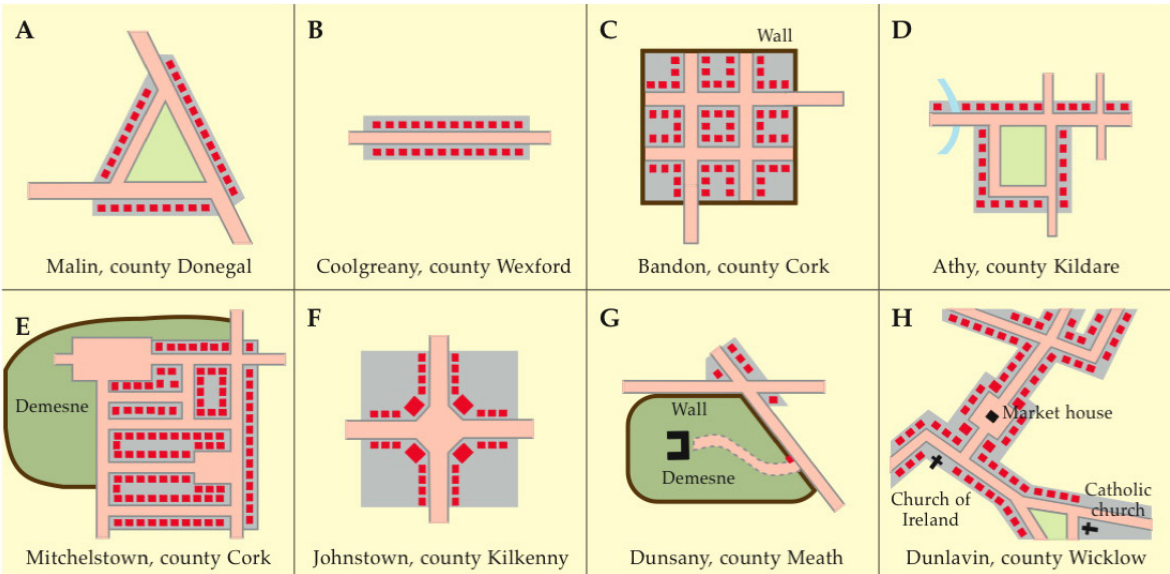 A
Malin, county Donegal
B
Coolgreany, county Wexford
C
Wall
Bandon, county Cork
D
Athy, county Kildare
E
Demesne
Mitchelstown, county Cork
F
Johnstown, county Kilkenny
G
Wall
Demesne
Dunsany, county Meath
H
Market house
Church of
Ireland
Catholic
church
Dunlavin, county Wicklow